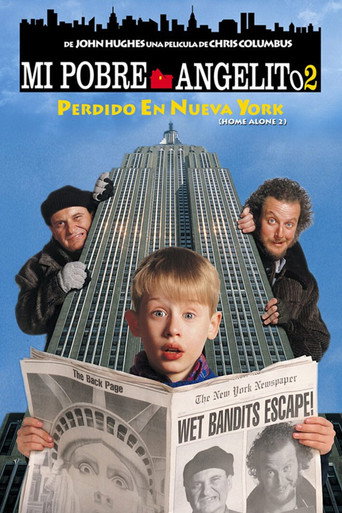 DE JOHN HUGHES UNA PELICULA DE CHRIS COLUMBUS
MI POBRE ANGELITO2
PERDIDO EN NUEVA YORK
(HOME ALONE 2)
The Back Page
The New York Newspaper
WET BANDITS ESCAPE!